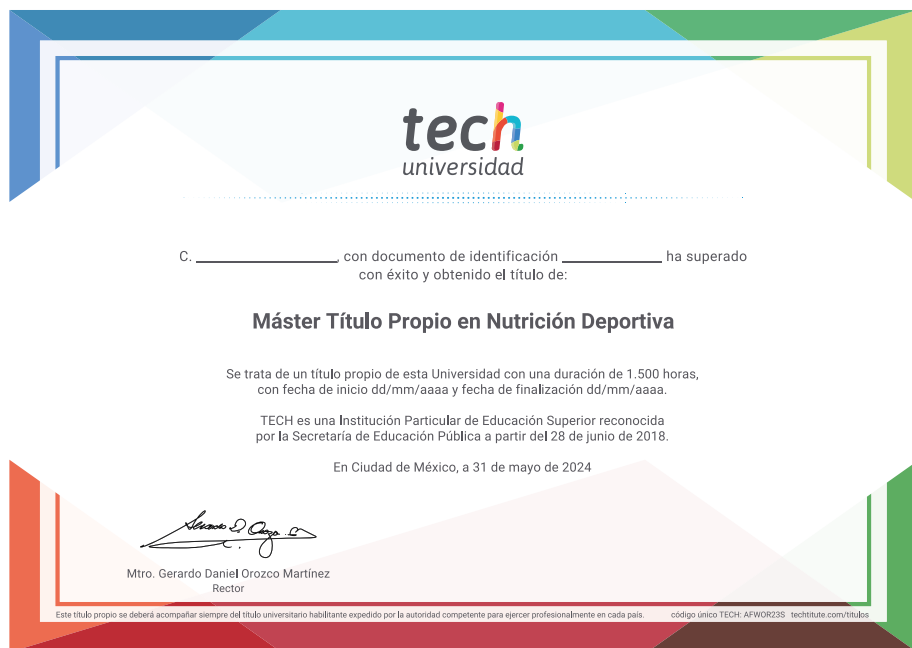 tech
universidad
C. __________________, con documento de identificación _____________ ha superado
con éxito y obtenido el título de:
Máster Título Propio en Nutrición Deportiva
Se trata de un título propio de esta Universidad con una duración de 1.500 horas,
con fecha de inicio dd/mm/aaaa y fecha de finalización dd/mm/aaaa.
TECH es una Institución Particular de Educación Superior reconocida
por la Secretaría de Educación Pública a partir del 28 de junio de 2018.
En Ciudad de México, a 31 de mayo de 2024
Mtro. Gerardo Daniel Orozco Martínez
Rector
Este título propio se deberá acompañar siempre del título universitario habilitante expedido por la autoridad competente para ejercer profesionalmente en cada país. código único TECH: AFWOR23S techtitute.com/titulos